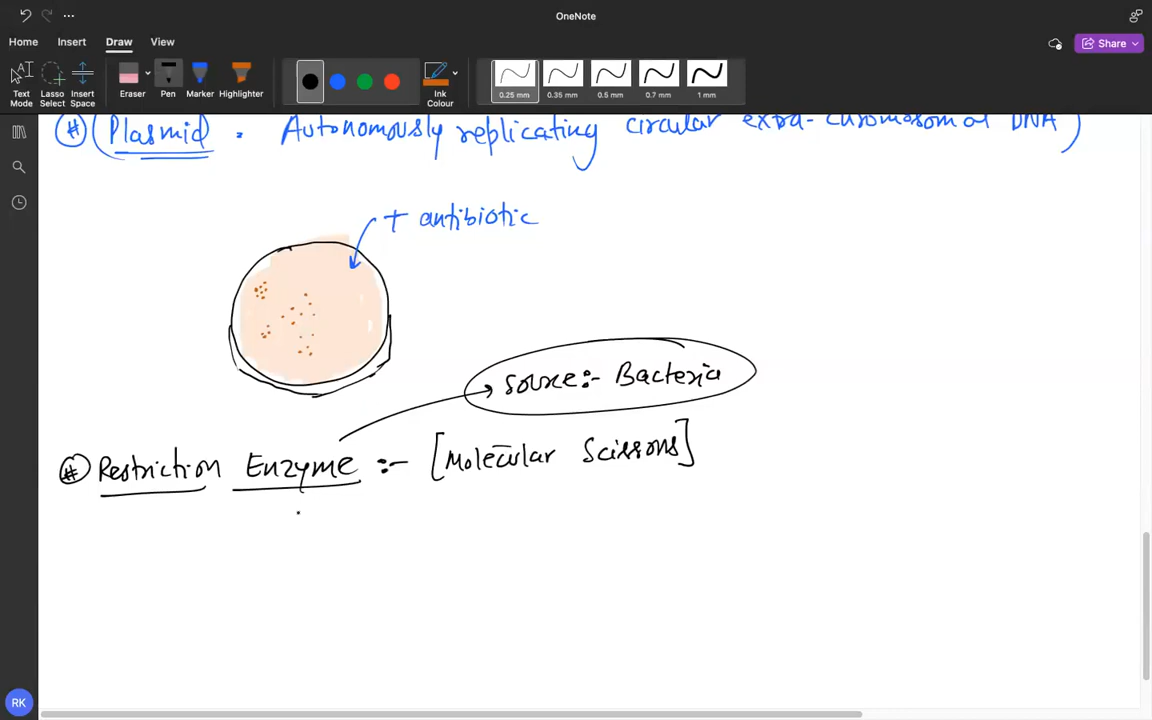 OneNote
Home Insert Draw View
Share
Text Mode
Lasso Select
Insert Space
Eraser
Pen
Marker
Highlighter
Ink Colour
0.25 mm
0.35 mm
0.5 mm
0.7 mm
1 mm
# (Plasmid : Autonomously replicating circular extra-chromosomal DNA)
+ antibiotic
source:- Bacteria
# Restriction Enzyme :- [Molecular Scissons]
RK